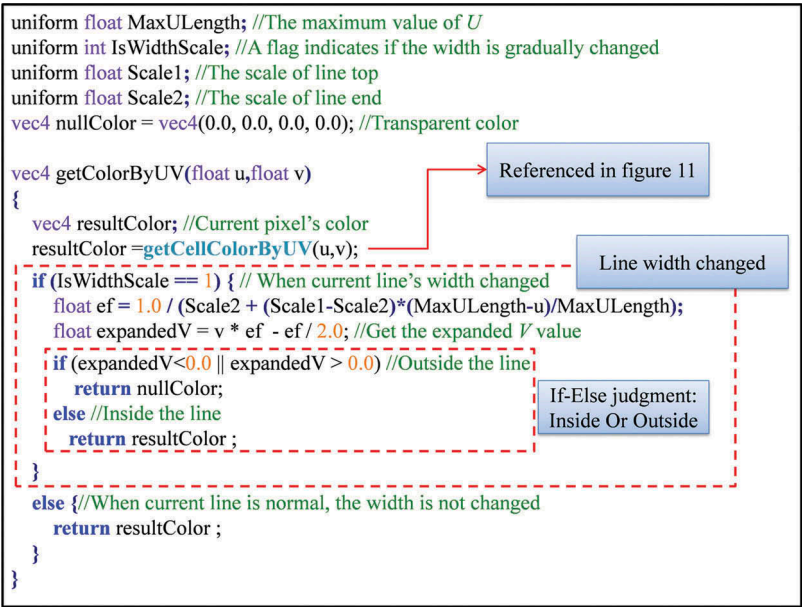 uniform float MaxULength; //The maximum value of U
uniform int IsWidthScale; //A flag indicates if the width is gradually changed
uniform float Scale1; //The scale of line top
uniform float Scale2; //The scale of line end
vec4 nullColor = vec4(0.0, 0.0, 0.0, 0.0); //Transparent color
vec4 getColorByUV(float u,float v)
Referenced in figure 11
{
vec4 resultColor; //Current pixel's color
resultColor =getCellColorByUV(u,v);
Line width changed
if (IsWidthScale == 1) { // When current line's width changed
float ef = 1.0 / (Scale2 + (Scale1-Scale2)*(MaxULength-u)/MaxULength);
float expandedV = v * ef - ef / 2.0; //Get the expanded V value
if (expandedV<0.0 || expandedV > 0.0) //Outside the line
return nullColor;
else //Inside the line
return resultColor ;
If-Else judgment:
Inside Or Outside
}
else {//When current line is normal, the width is not changed
return resultColor ;
}
}